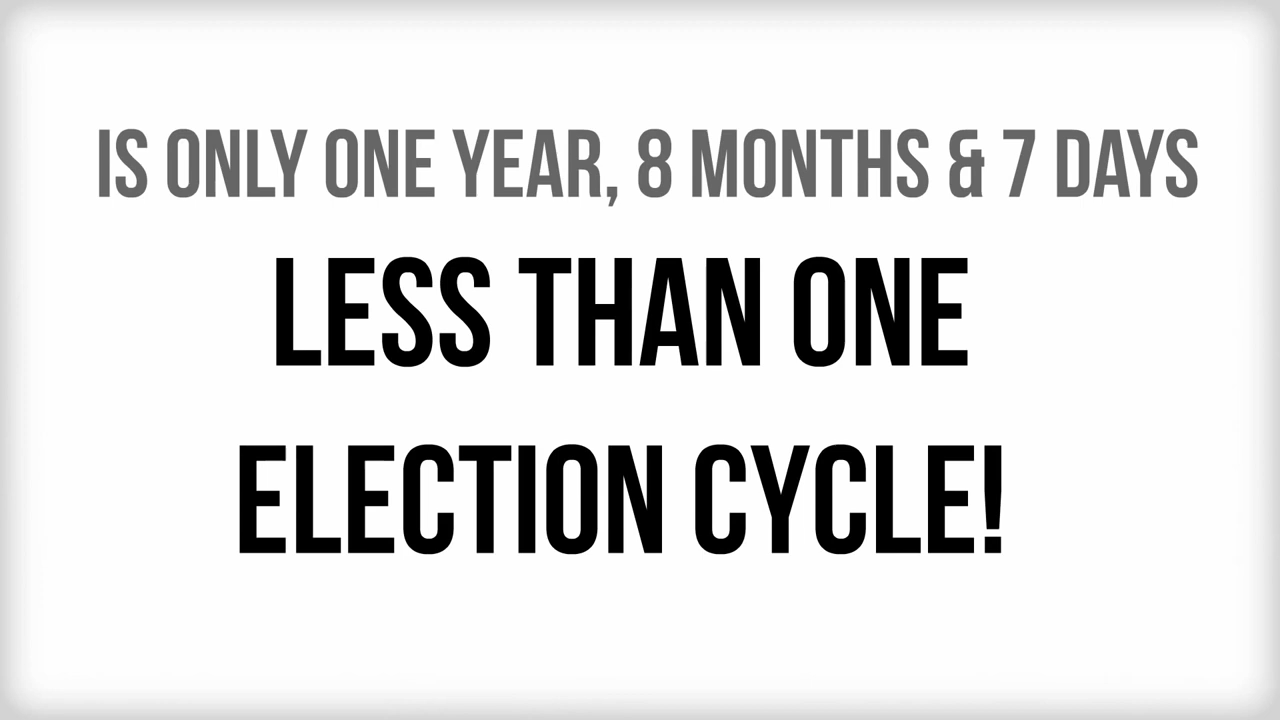 IS ONLY ONE YEAR, 8 MONTHS & 7 DAYS
LESS THAN ONE
ELECTION CYCLE!